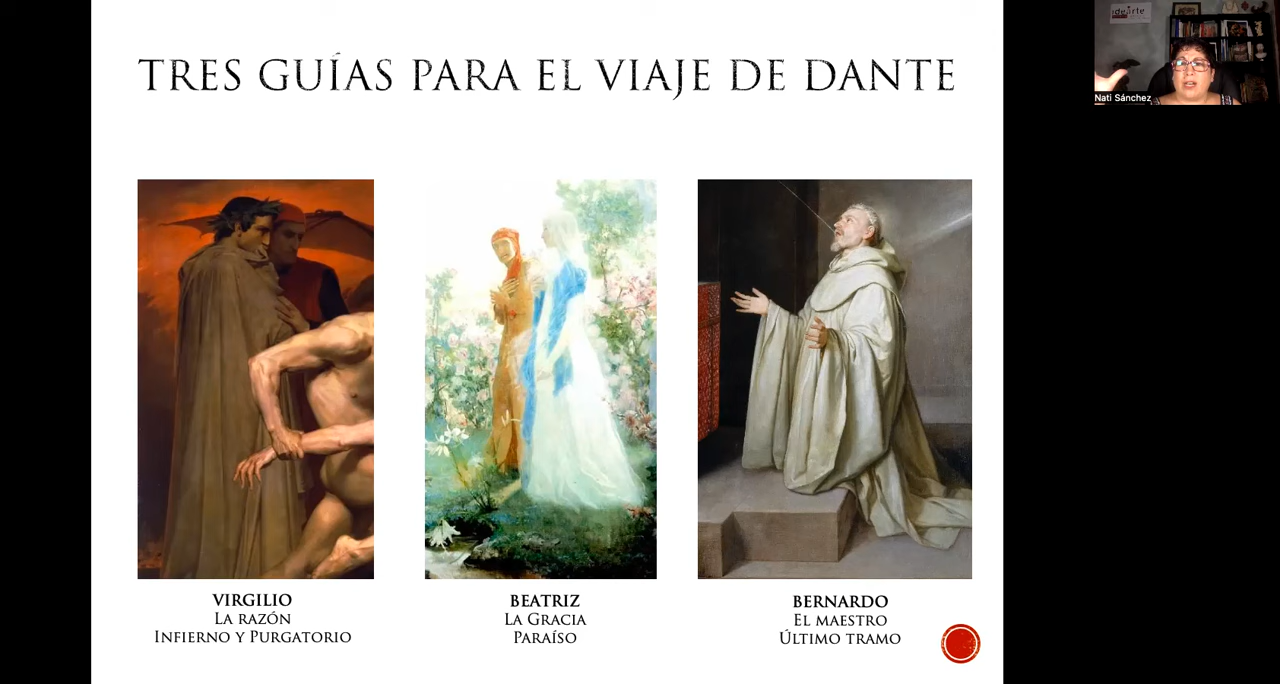 TRES GUÍAS PARA EL VIAJE DE DANTE
idearte
Nati Sánchez
VIRGILIO
LA RAZÓN
INFIERNO Y PURGATORIO
BEATRIZ
LA GRACIA
PARAÍSO
BERNARDO
EL MAESTRO
ÚLTIMO TRAMO